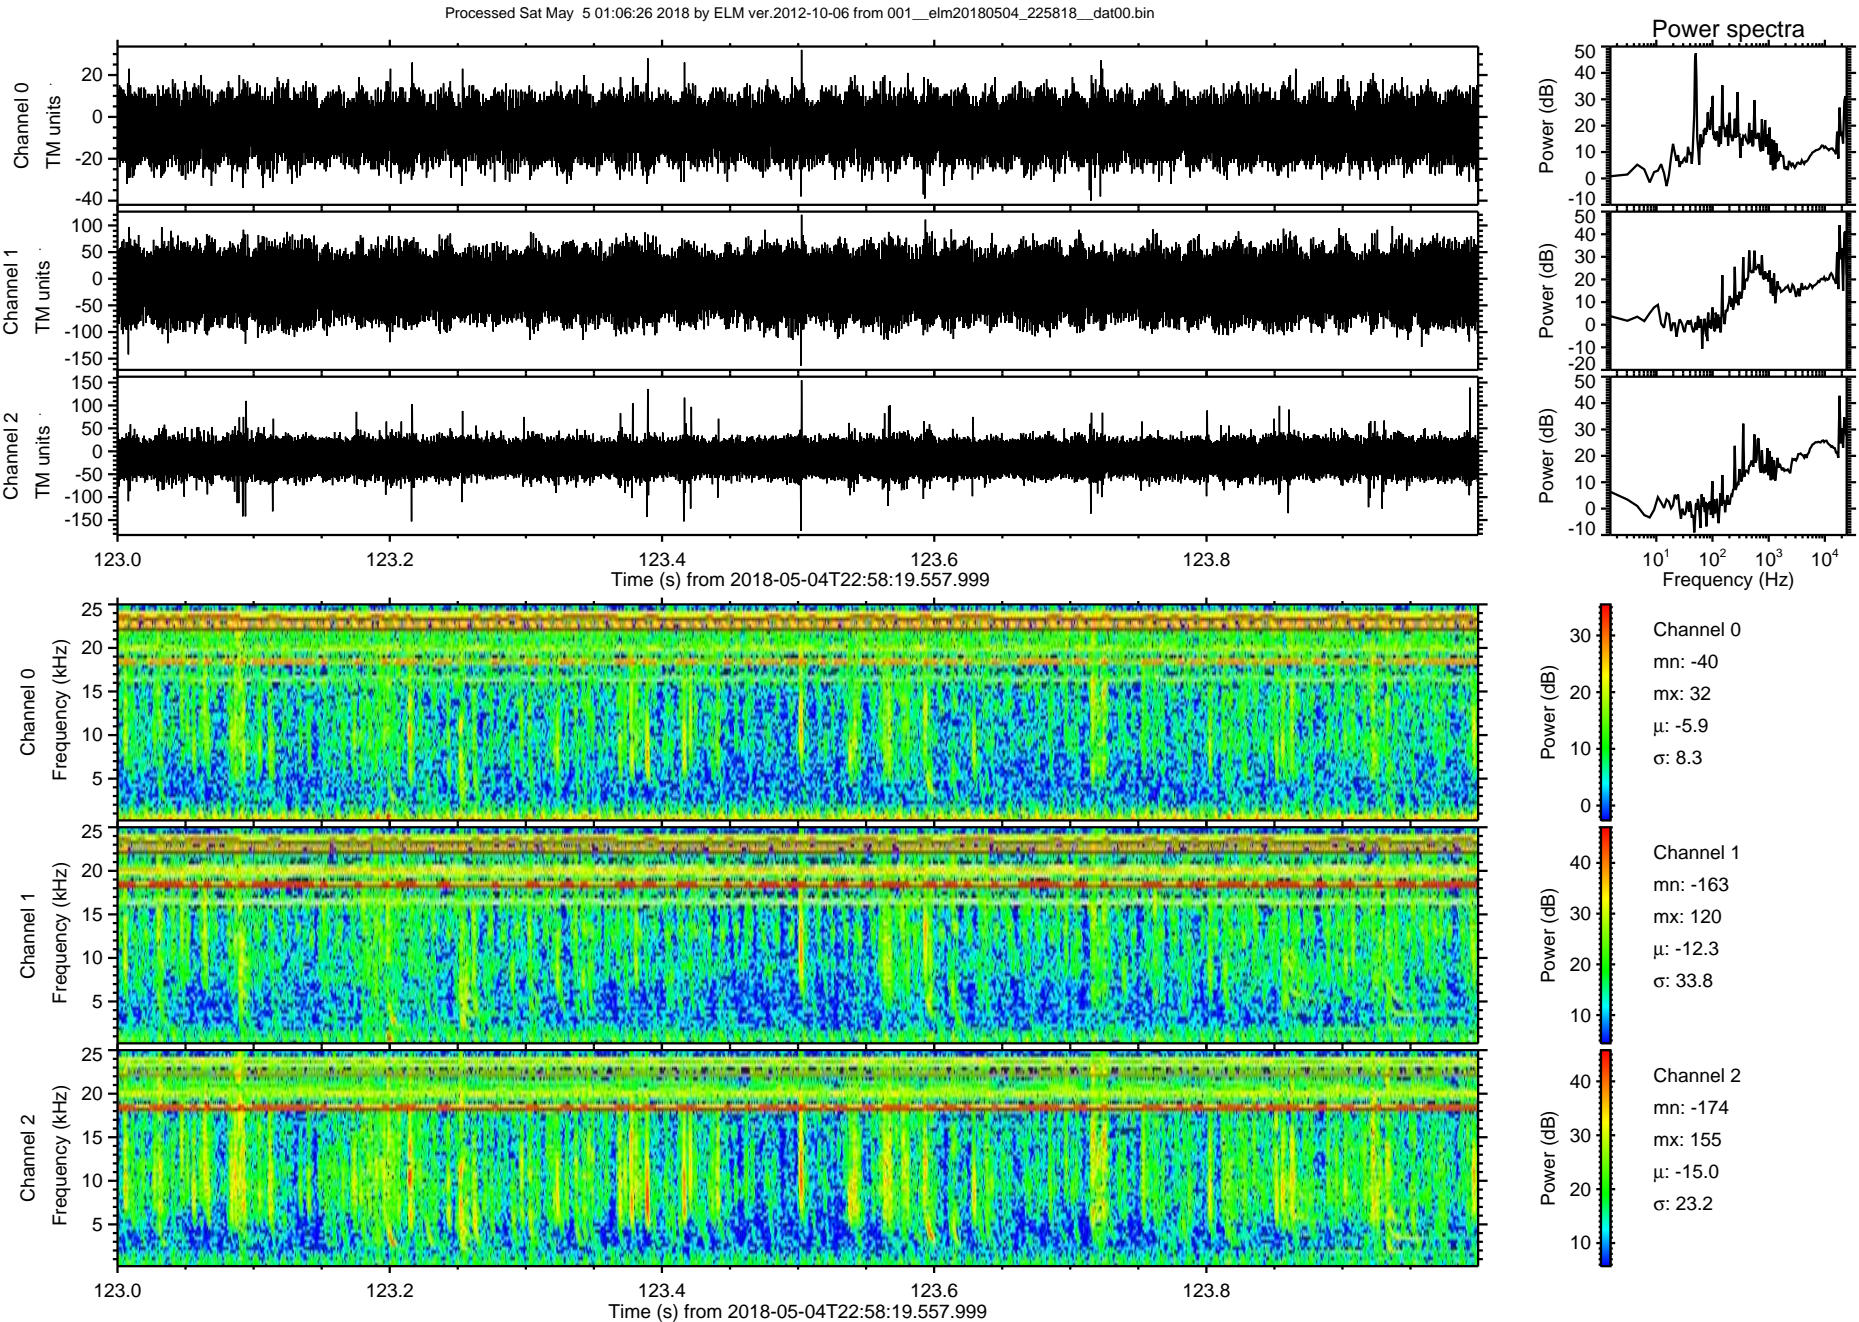 Processed Sat May  5 01:06:26 2018 by ELM ver.2012-10-06 from 001__elm20180504_225818__dat00.bin
Power spectra
Channel 0
TM units
20
0
-20
-40
Power (dB)
50
40
30
20
10
0
-10
Channel 1
TM units
100
50
0
-50
-100
-150
Power (dB)
50
40
30
20
10
0
-10
-20
Channel 2
TM units
150
100
50
0
-50
-100
-150
Power (dB)
50
40
30
20
10
0
-10
123.0 123.2 123.4 123.6 123.8
Time (s) from 2018-05-04T22:58:19.557.999
10¹ 10² 10³ 10⁴
Frequency (Hz)
Channel 0
Frequency (kHz)
25
20
15
10
5
Power (dB)
30
20
10
0
Channel 0
mn: -40
mx: 32
µ: -5.9
σ: 8.3
Channel 1
Frequency (kHz)
25
20
15
10
5
Power (dB)
40
30
20
10
Channel 1
mn: -163
mx: 120
µ: -12.3
σ: 33.8
Channel 2
Frequency (kHz)
25
20
15
10
5
Power (dB)
40
30
20
10
Channel 2
mn: -174
mx: 155
µ: -15.0
σ: 23.2
123.0 123.2 123.4 123.6 123.8
Time (s) from 2018-05-04T22:58:19.557.999